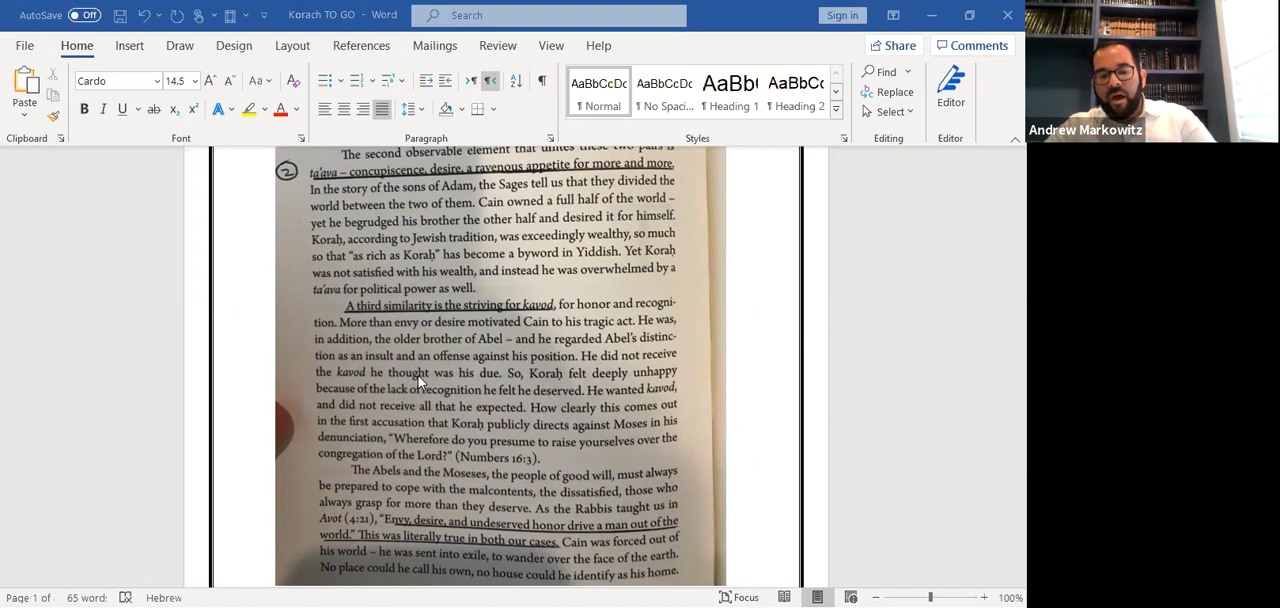 AutoSave Off Korach TO GO - Word Search Sign in
File Home Insert Draw Design Layout References Mailings Review View Help Share Comments
Paste Cardo 14.5 AaBbCcDc AaBbCcDc AaBb( AaBbCc Find Replace Select Editor
¶ Normal ¶ No Spaci... Heading 1 Heading 2
Clipboard Font Paragraph Styles Editing Editor
Andrew Markowitz
The second observable element that unites these two pairs is
② ta'ava – concupiscence, desire, a ravenous appetite for more and more.
In the story of the sons of Adam, the Sages tell us that they divided the
world between the two of them. Cain owned a full half of the world –
yet he begrudged his brother the other half and desired it for himself.
Koraḥ, according to Jewish tradition, was exceedingly wealthy, so much
so that "as rich as Koraḥ" has become a byword in Yiddish. Yet Koraḥ
was not satisfied with his wealth, and instead he was overwhelmed by a
ta'ava for political power as well.
A third similarity is the striving for kavod, for honor and recogni-
tion. More than envy or desire motivated Cain to his tragic act. He was,
in addition, the older brother of Abel – and he regarded Abel's distinc-
tion as an insult and an offense against his position. He did not receive
the kavod he thought was his due. So, Koraḥ felt deeply unhappy
because of the lack of recognition he felt he deserved. He wanted kavod,
and did not receive all that he expected. How clearly this comes out
in the first accusation that Koraḥ publicly directs against Moses in his
denunciation, "Wherefore do you presume to raise yourselves over the
congregation of the Lord?" (Numbers 16:3).
The Abels and the Moseses, the people of good will, must always
be prepared to cope with the malcontents, the dissatisfied, those who
always grasp for more than they deserve. As the Rabbis taught us in
Avot (4:21), "Envy, desire, and undeserved honor drive a man out of the
world." This was literally true in both our cases. Cain was forced out of
his world – he was sent into exile, to wander over the face of the earth.
No place could he call his own, no house could he identify as his home.
Page 1 of 65 words Hebrew Focus 100%